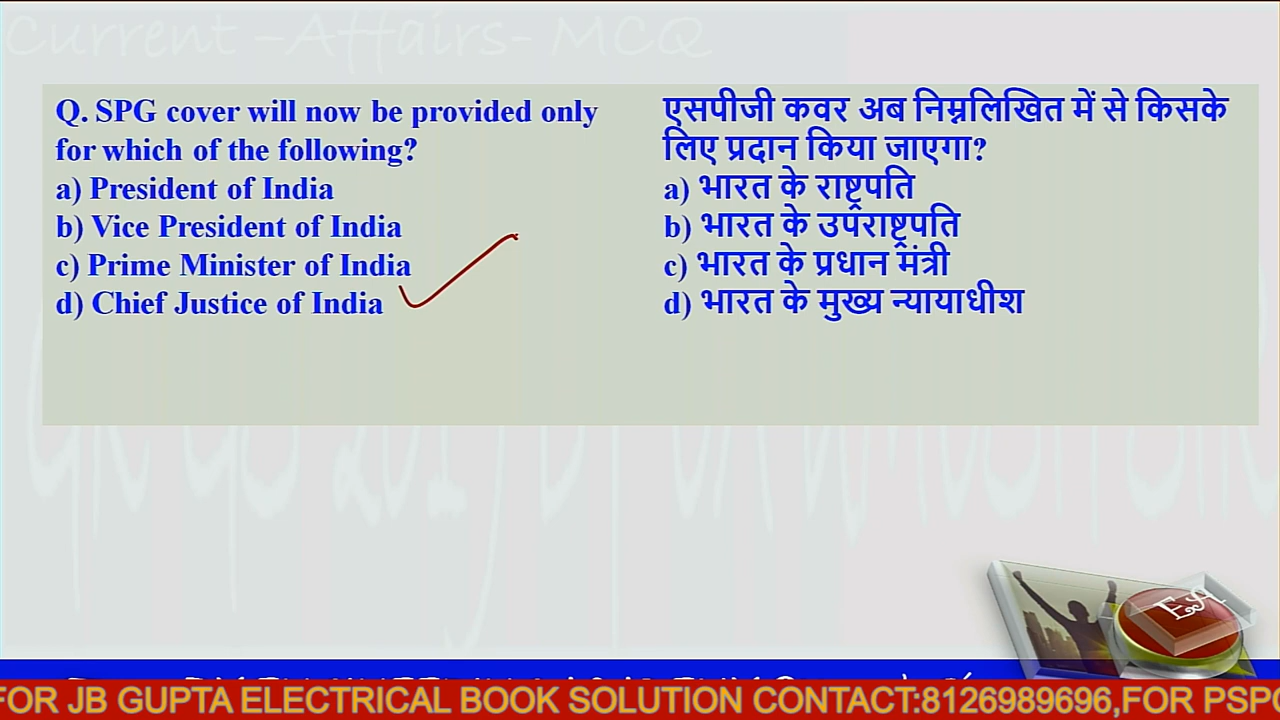 Current -Affairs- MCQ
Q. SPG cover will now be provided only
for which of the following?
a) President of India
b) Vice President of India
c) Prime Minister of India
d) Chief Justice of India
एसपीजी कवर अब निम्नलिखित में से किसके
लिए प्रदान किया जाएगा?
a) भारत के राष्ट्रपति
b) भारत के उपराष्ट्रपति
c) भारत के प्रधान मंत्री
d) भारत के मुख्य न्यायाधीश
EA
FOR JB GUPTA ELECTRICAL BOOK SOLUTION CONTACT:8126989696,FOR PSPC